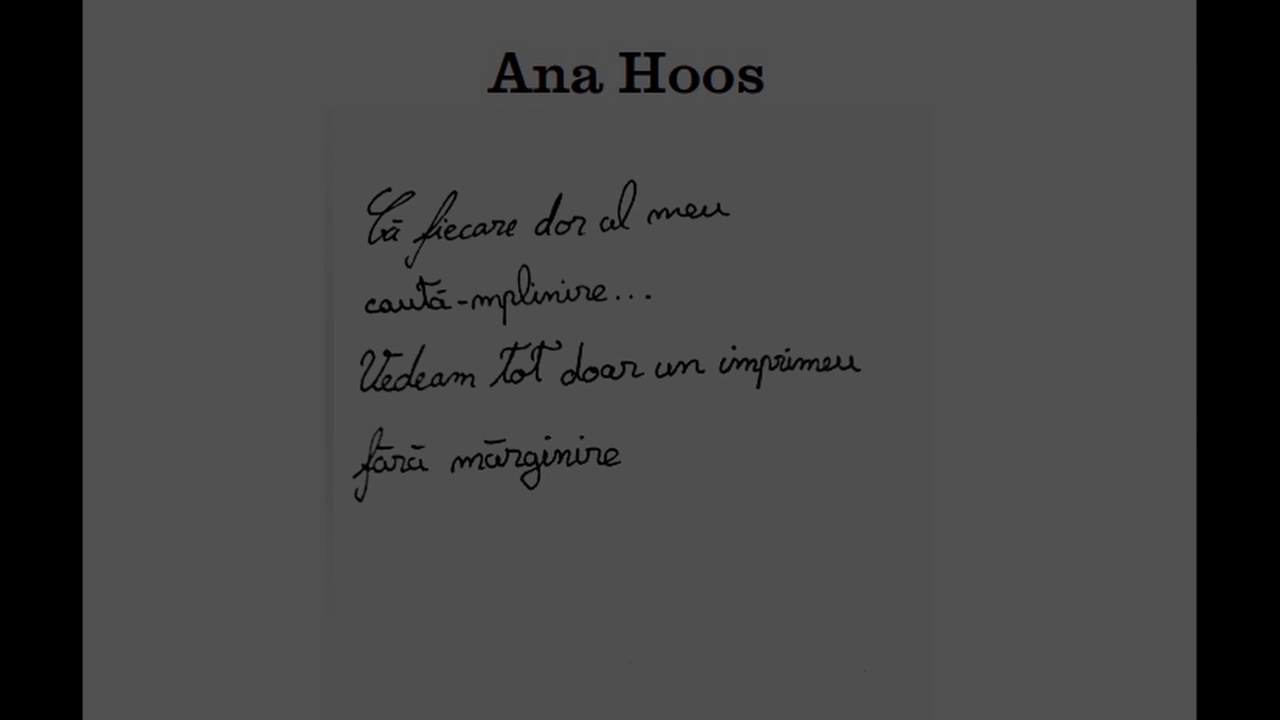 Ana Hoos
Că fiecare dor al meu
caută-mplinire...
Vedeam tot doar un imprimeu
fără mărginire